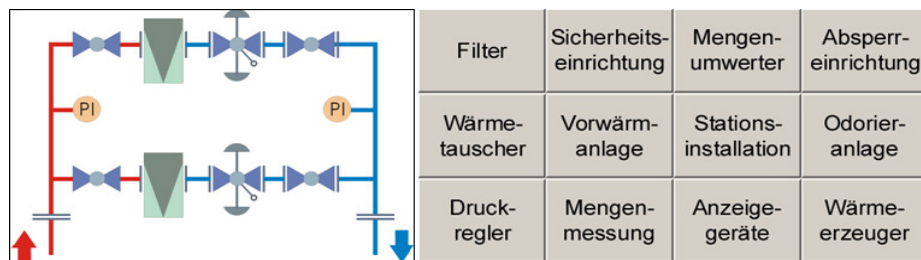 PI
PI
Filter
Sicherheits-
einrichtung
Mengen-
umwerter
Absperr-
einrichtung
Wärme-
tauscher
Vorwärm-
anlage
Stations-
installation
Odorier-
anlage
Druck-
regler
Mengen-
messung
Anzeige-
geräte
Wärme-
erzeuger